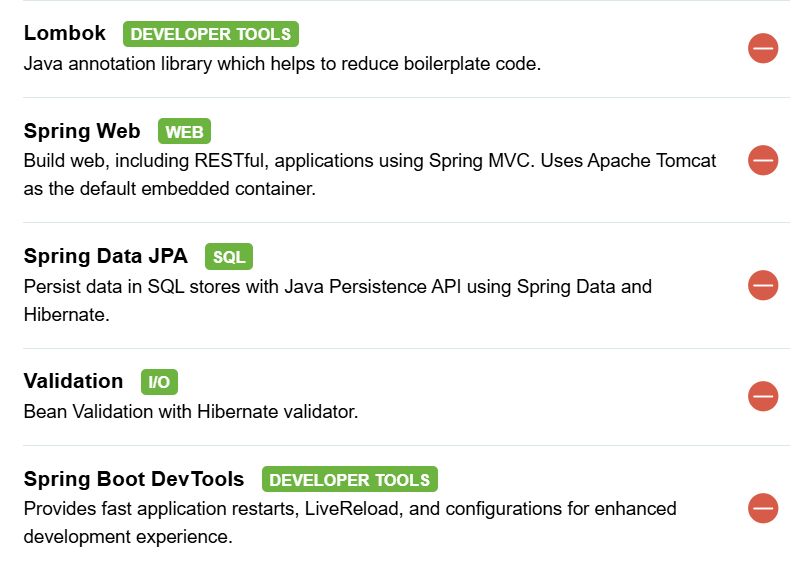 Lombok DEVELOPER TOOLS
Java annotation library which helps to reduce boilerplate code.
Spring Web WEB
Build web, including RESTful, applications using Spring MVC. Uses Apache Tomcat
as the default embedded container.
Spring Data JPA SQL
Persist data in SQL stores with Java Persistence API using Spring Data and
Hibernate.
Validation I/O
Bean Validation with Hibernate validator.
Spring Boot DevTools DEVELOPER TOOLS
Provides fast application restarts, LiveReload, and configurations for enhanced
development experience.